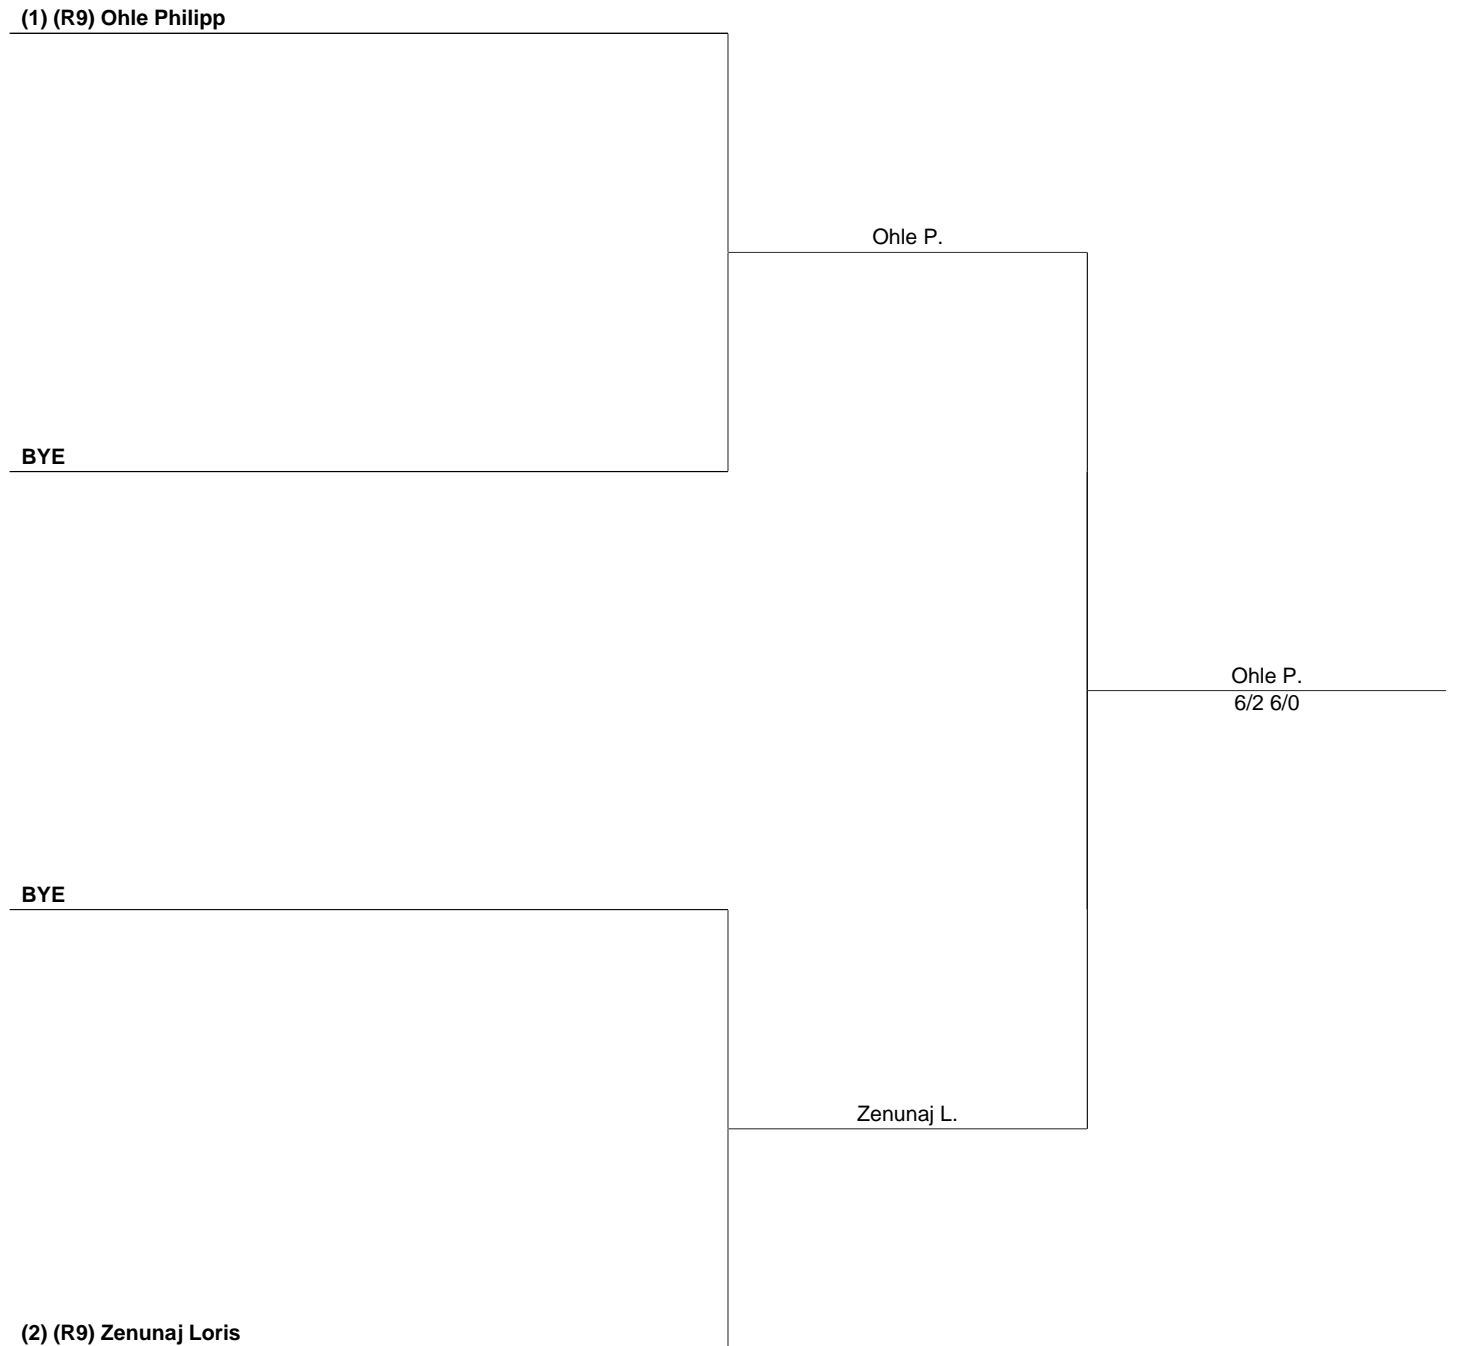 (1) (R9) Ohle Philipp
Ohle P.
BYE
Ohle P.
6/2 6/0
BYE
Zenunaj L.
(2) (R9) Zenunaj Loris